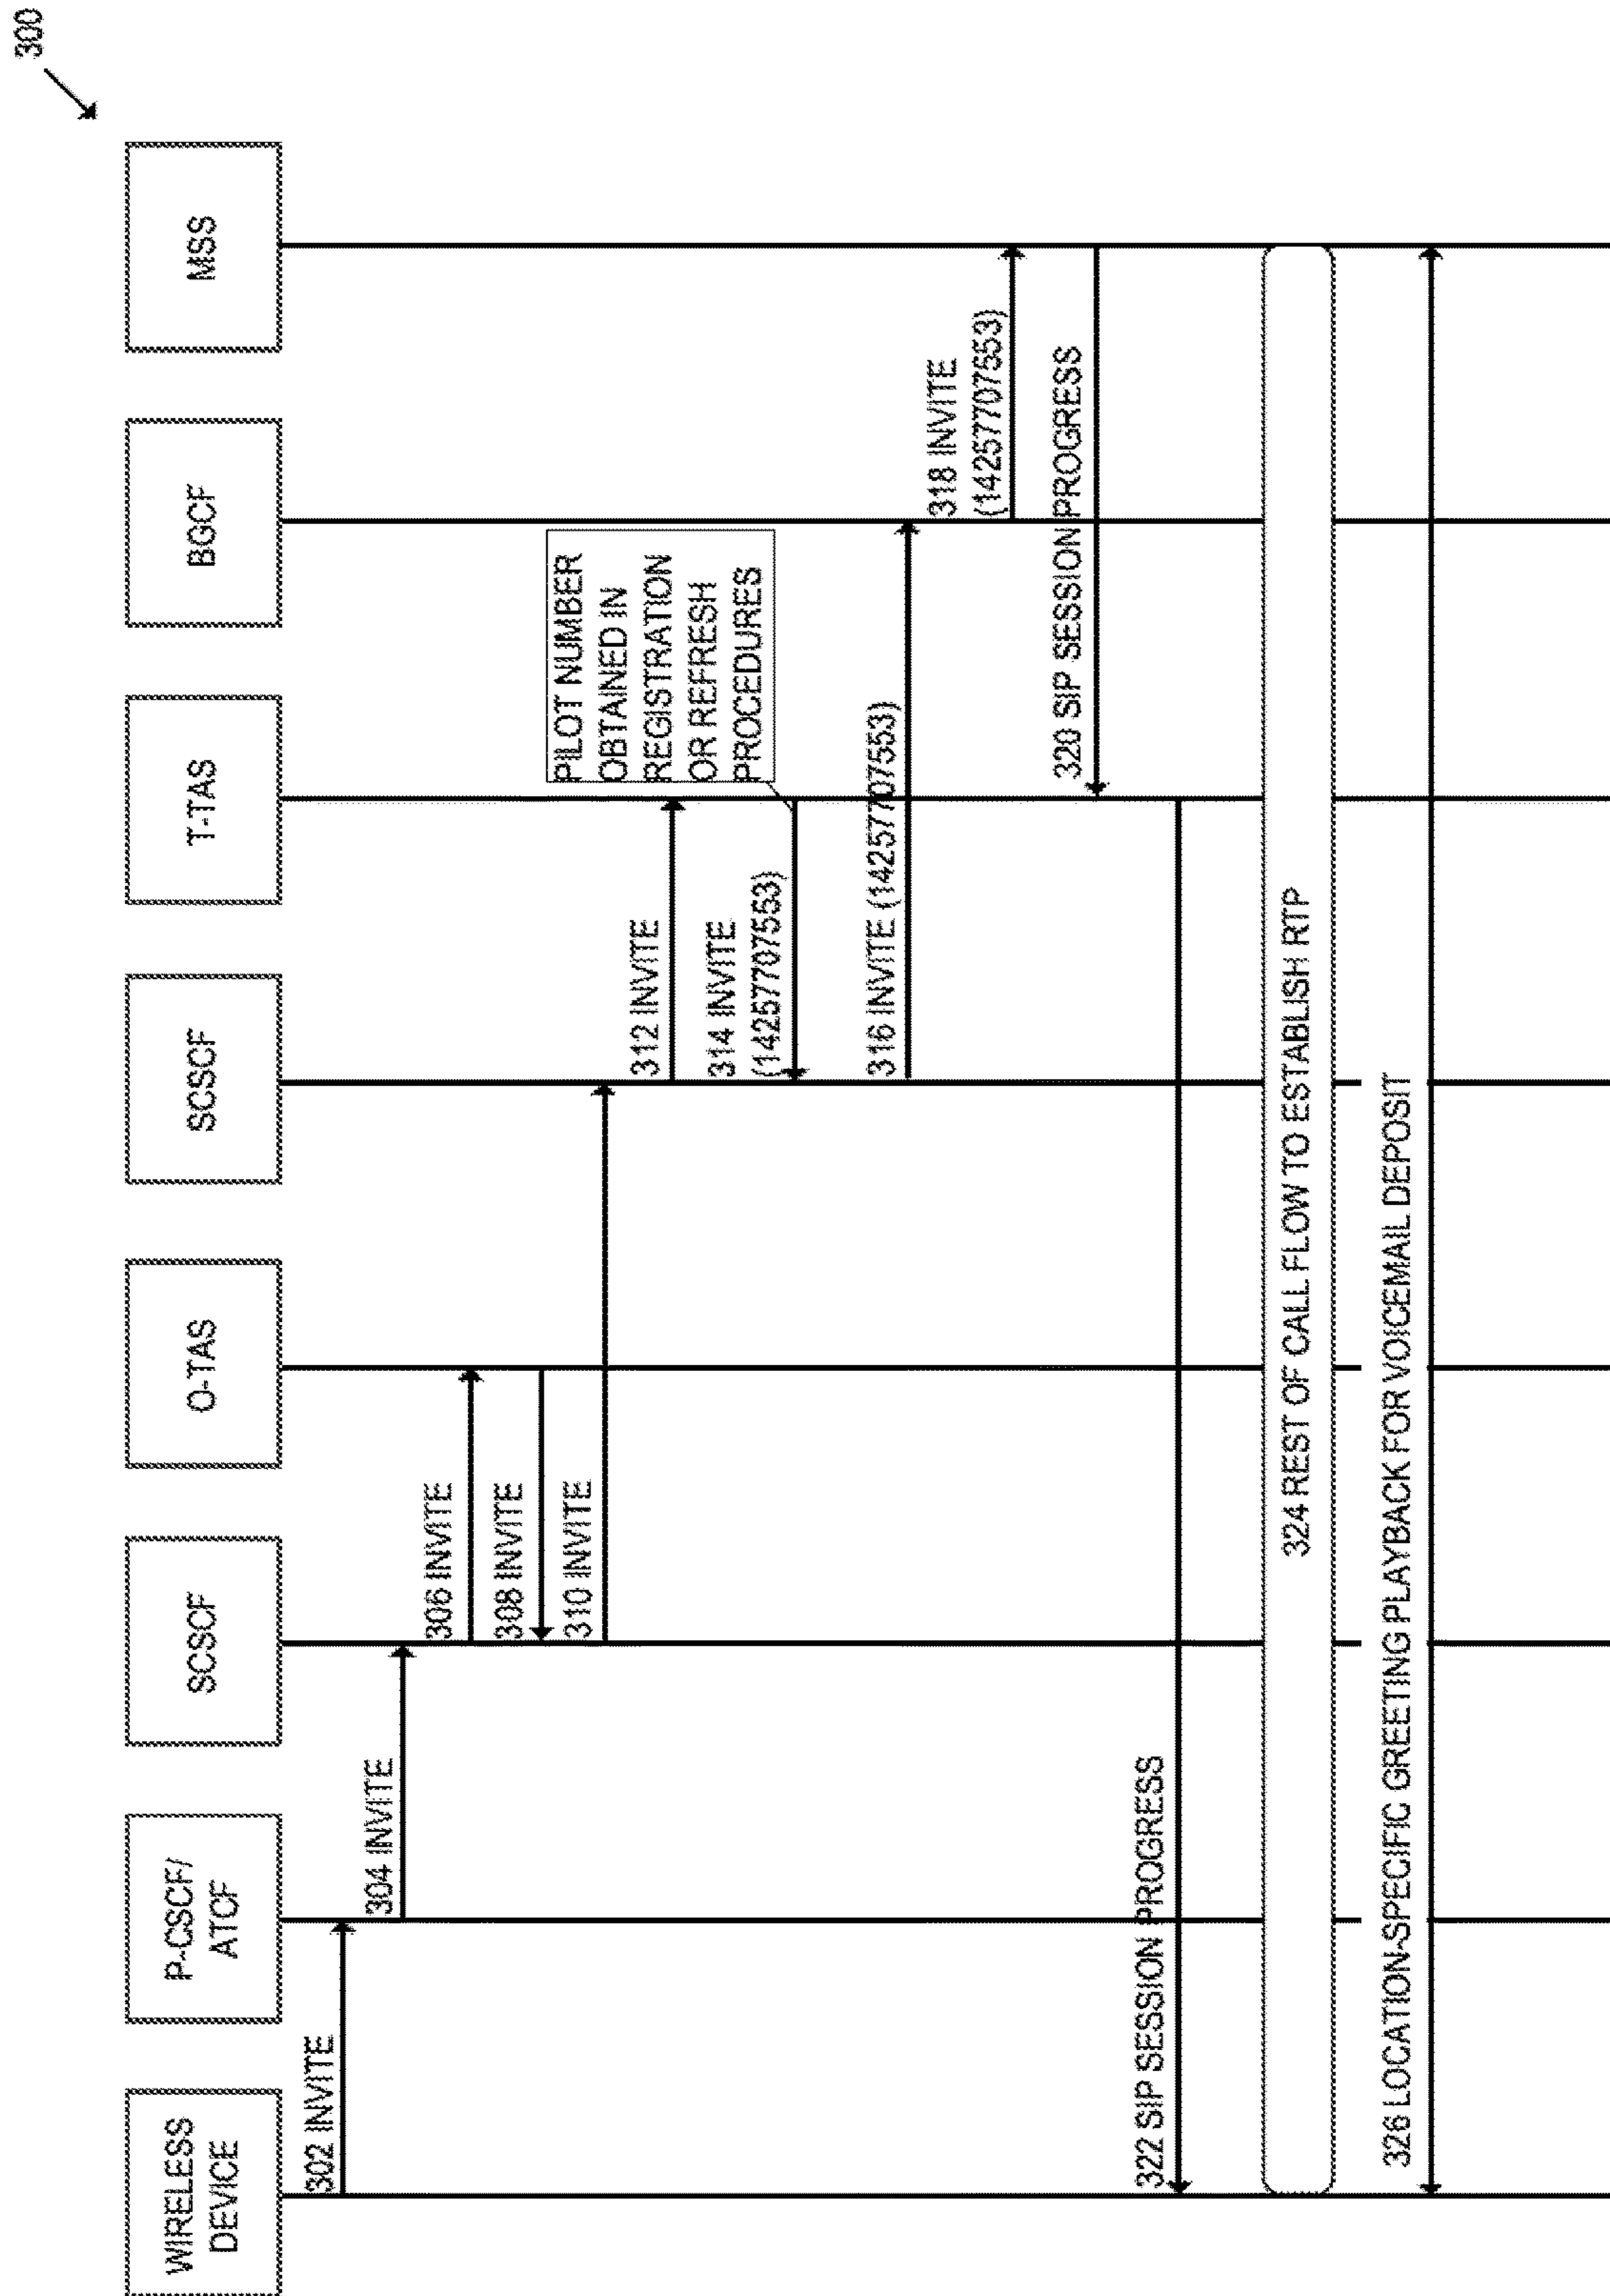 300
WIRELESS
DEVICE
P-CSCF/
ATCF
SCSCF
O-TAS
SCSCF
T-TAS
BGCF
MSS
302 INVITE
304 INVITE
306 INVITE
308 INVITE
310 INVITE
312 INVITE
PILOT NUMBER
OBTAINED IN
REGISTRATION
OR REFRESH
PROCEDURES
314 INVITE
(14257707553)
316 INVITE (14257707553)
318 INVITE
(14257707553)
320 SIP SESSION PROGRESS
322 SIP SESSION PROGRESS
324 REST OF CALL FLOW TO ESTABLISH RTP
326 LOCATION-SPECIFIC GREETING PLAYBACK FOR VOICEMAIL DEPOSIT